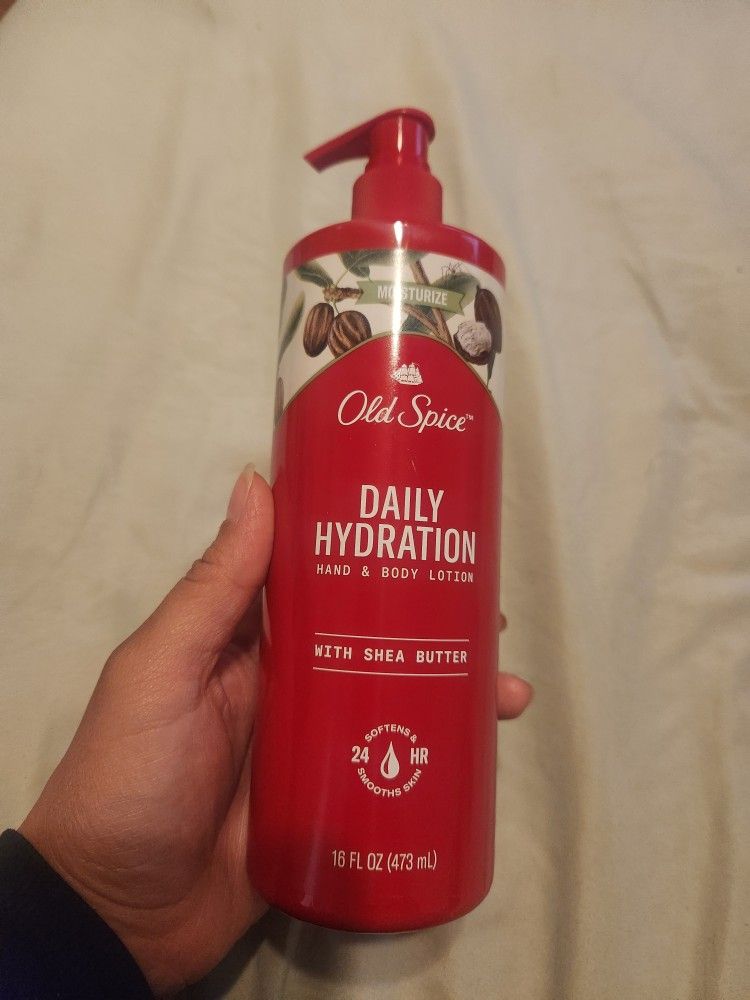 MOISTURIZE
Old Spice™
DAILY
HYDRATION
HAND & BODY LOTION
WITH SHEA BUTTER
SOFTENS &
24 HR
SMOOTHS SKIN
16 FL OZ (473 mL)